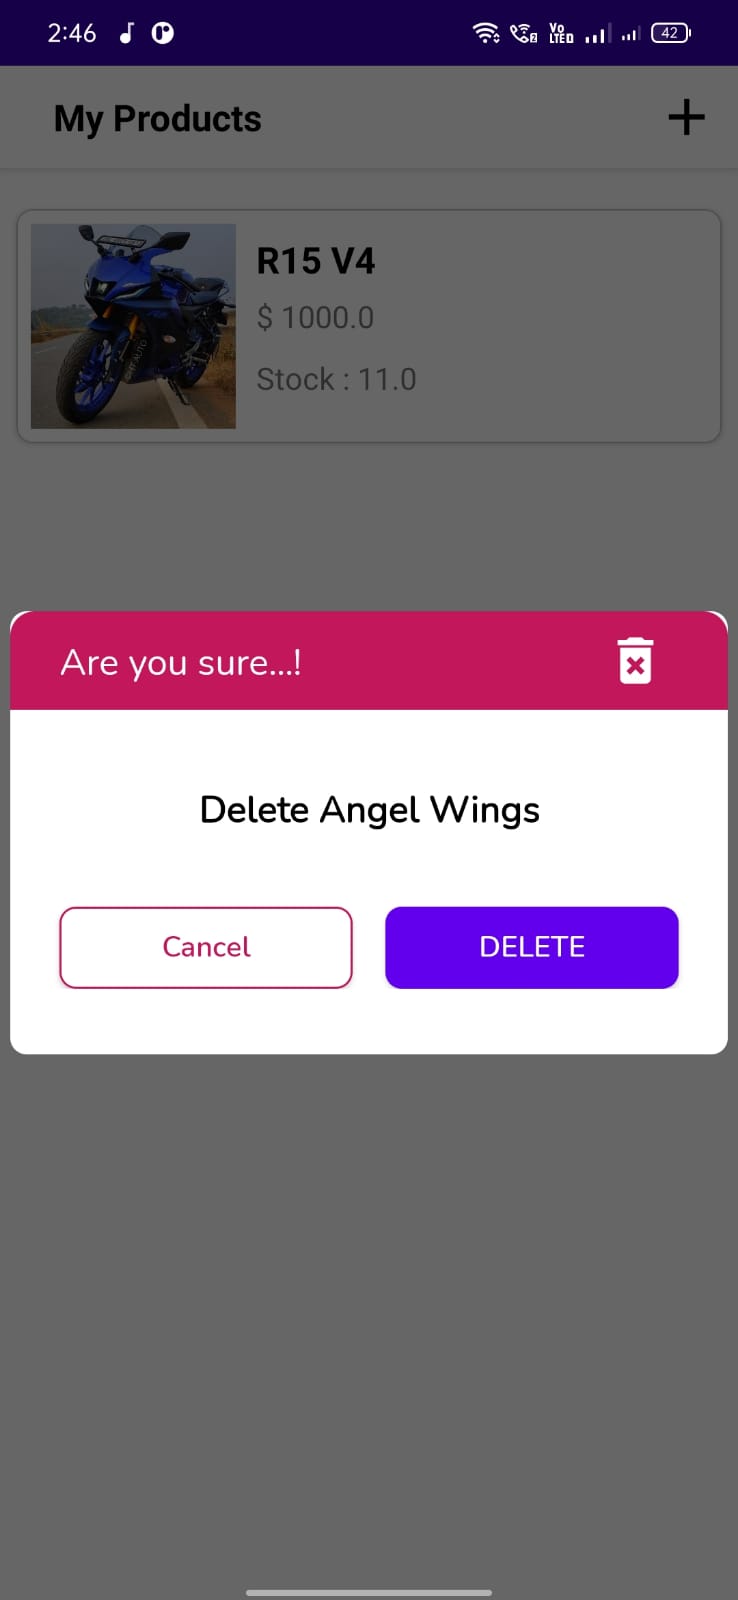 2:46
Vo
LTED
42
My Products
R15 V4
$ 1000.0
Stock : 11.0
Are you sure...!
Delete Angel Wings
Cancel
DELETE